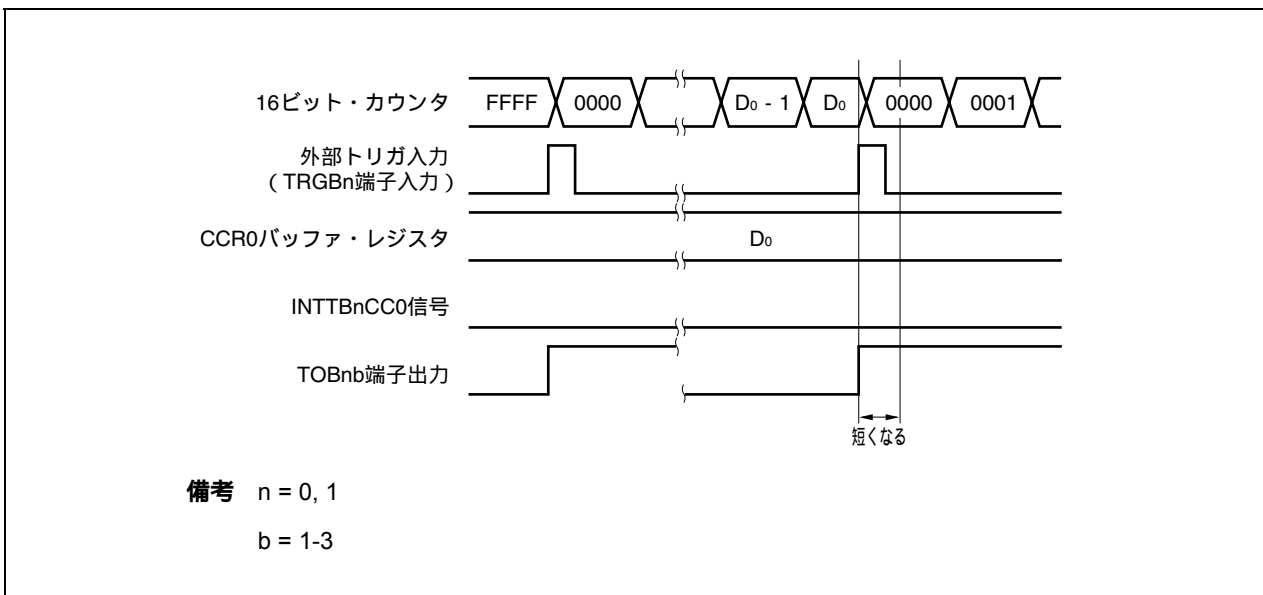 16ビット・カウンタ FFFF 0000 D0 - 1 D0 0000 0001
外部トリガ入力
(TRGBn端子入力)
CCR0バッファ・レジスタ D0
INTTBnCC0信号
TOBnb端子出力
短くなる
備考 n = 0, 1
b = 1-3